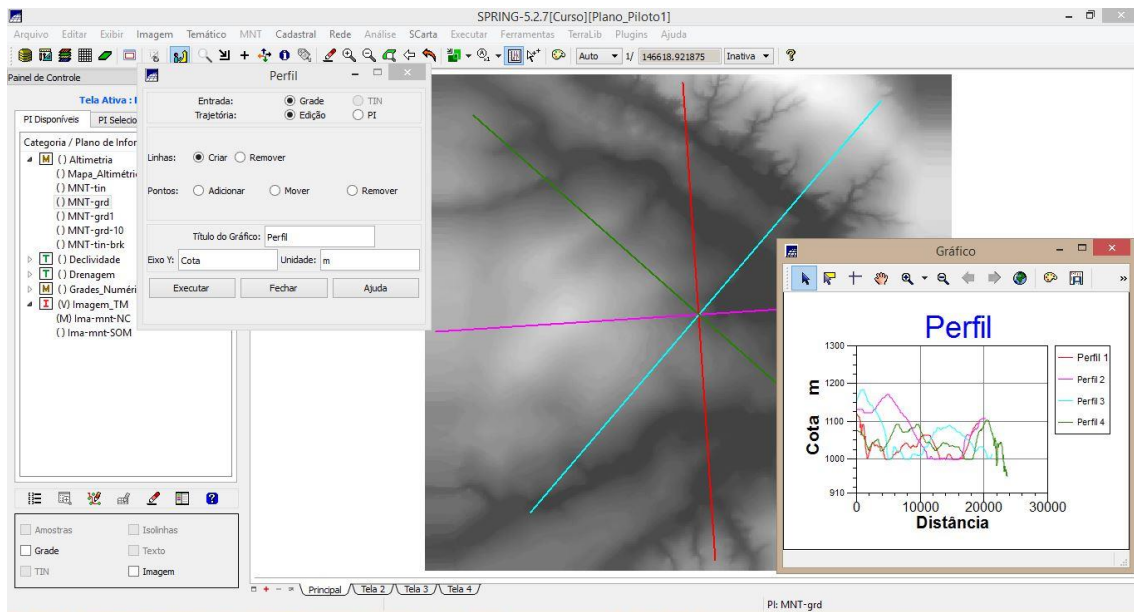 SPRING-5.2.7[Curso][Plano_Piloto1]
Arquivo Editar Exibir Imagem Temático MNT Cadastral Rede Análise SCarta Executar Ferramentas TerraLib Plugins Ajuda
Auto 1/ 146618.921875 Inativa
Painel de Controle
Tela Ativa :
PI Disponíveis PI Selecio
Categoria / Plano de Infor
M () Altimetria
() Mapa_Altimétri
() MNT-tin
() MNT-grd
() MNT-grd1
() MNT-grd-10
() MNT-tin-brk
T () Declividade
T () Drenagem
M () Grades_Numéri
I (V) Imagem_TM
(M) Ima-mnt-NC
() Ima-mnt-SOM
Amostras Isolinhas
Grade Texto
TIN Imagem
Perfil
Entrada: Grade TIN
Trajetória: Edição PI
Linhas: Criar Remover
Pontos: Adicionar Mover Remover
Título do Gráfico: Perfil
Eixo Y: Cota Unidade: m
Executar Fechar Ajuda
Gráfico
»
Perfil
Cota m
1300
1200
1100
1000
910
0 10000 20000 30000
Distância
Perfil 1
Perfil 2
Perfil 3
Perfil 4
Principal Tela 2 Tela 3 Tela 4
PI: MNT-grd